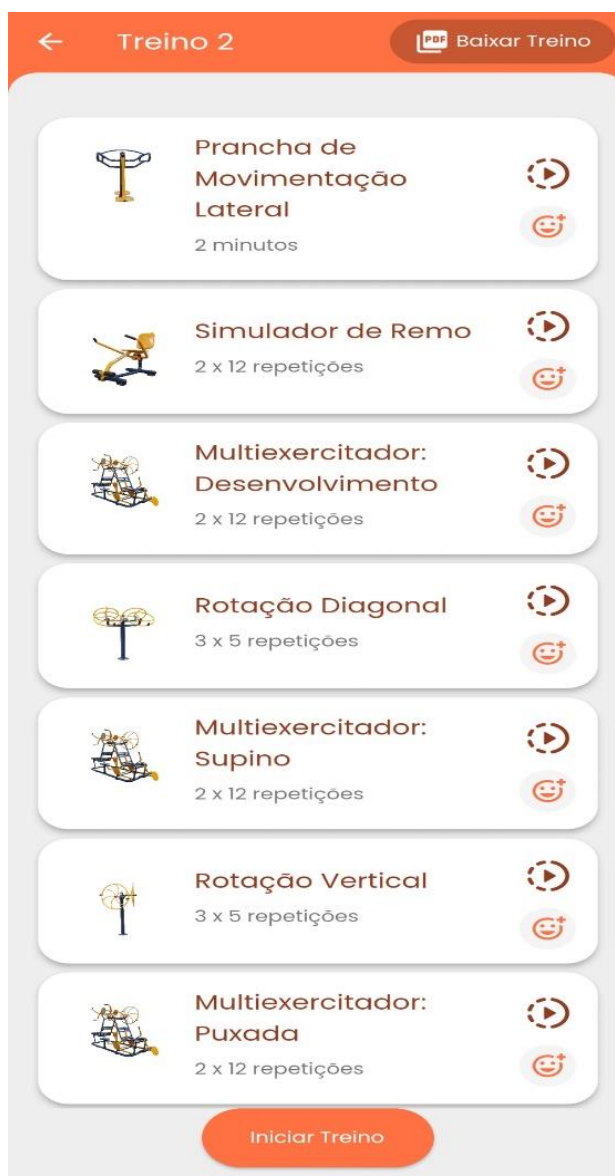 Treino 2
PDF Baixar Treino
Prancha de
Movimentação
Lateral
2 minutos
Simulador de Remo
2 x 12 repetições
Multiexercitador:
Desenvolvimento
2 x 12 repetições
Rotação Diagonal
3 x 5 repetições
Multiexercitador:
Supino
2 x 12 repetições
Rotação Vertical
3 x 5 repetições
Multiexercitador:
Puxada
2 x 12 repetições
Iniciar Treino